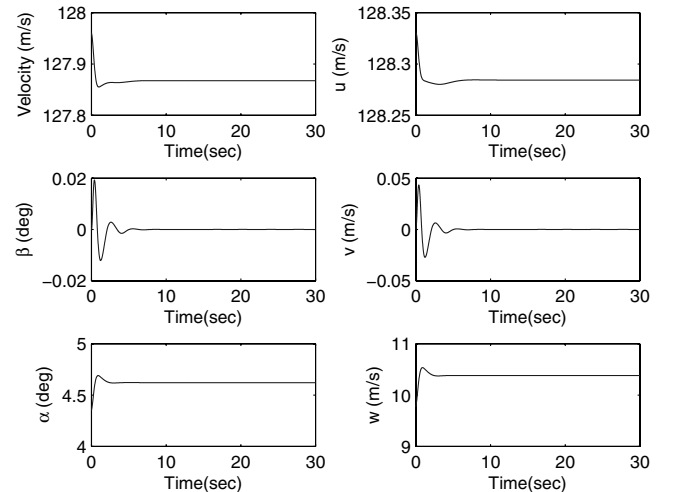 128
127.9
127.8
Velocity (m/s)
0 10 20 30
Time(sec)
128.35
128.3
128.25
u (m/s)
0 10 20 30
Time(sec)
0.02
0
−0.02
β (deg)
0 10 20 30
Time(sec)
0.05
0
−0.05
v (m/s)
0 10 20 30
Time(sec)
5
4.5
4
α (deg)
0 10 20 30
Time(sec)
11
10
9
w (m/s)
0 10 20 30
Time(sec)